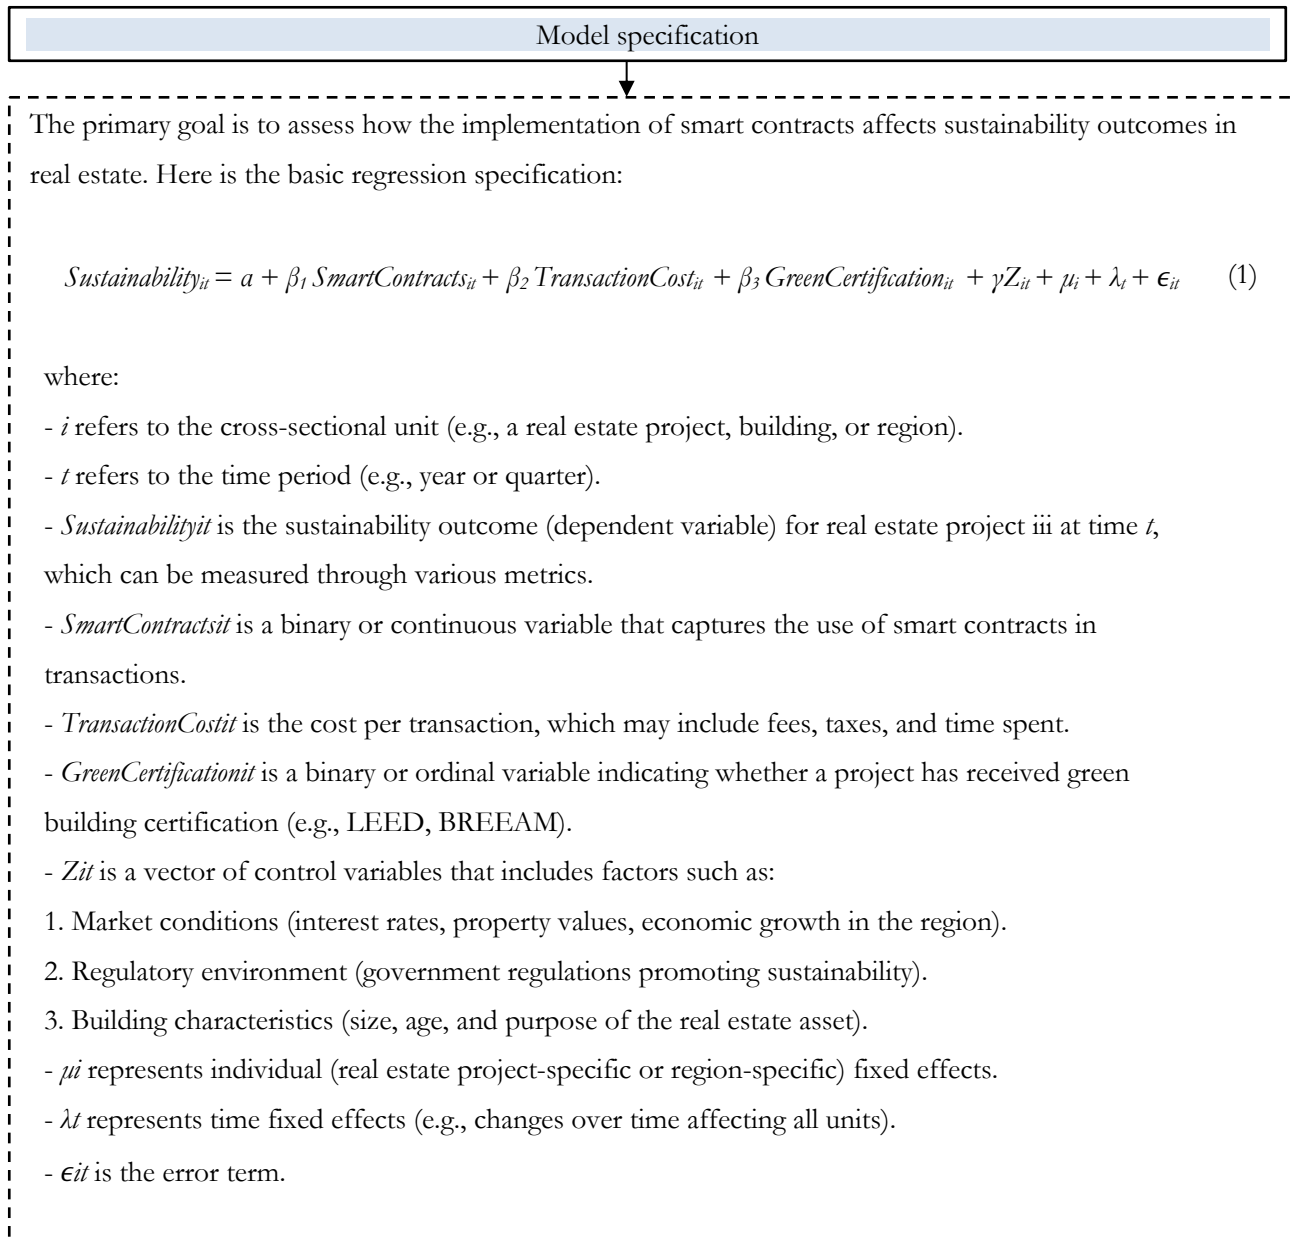 Model specification
The primary goal is to assess how the implementation of smart contracts affects sustainability outcomes in
real estate. Here is the basic regression specification:
Sustainabilityit = a + β1 SmartContractsit + β2 TransactionCostit + β3 GreenCertificationit + γZit + μi + λt + ϵit (1)
where:
- i refers to the cross-sectional unit (e.g., a real estate project, building, or region).
- t refers to the time period (e.g., year or quarter).
- Sustainabilityit is the sustainability outcome (dependent variable) for real estate project iii at time t,
which can be measured through various metrics.
- SmartContractsit is a binary or continuous variable that captures the use of smart contracts in
transactions.
- TransactionCostit is the cost per transaction, which may include fees, taxes, and time spent.
- GreenCertificationit is a binary or ordinal variable indicating whether a project has received green
building certification (e.g., LEED, BREEAM).
- Zit is a vector of control variables that includes factors such as:
1. Market conditions (interest rates, property values, economic growth in the region).
2. Regulatory environment (government regulations promoting sustainability).
3. Building characteristics (size, age, and purpose of the real estate asset).
- μi represents individual (real estate project-specific or region-specific) fixed effects.
- λt represents time fixed effects (e.g., changes over time affecting all units).
- ϵit is the error term.